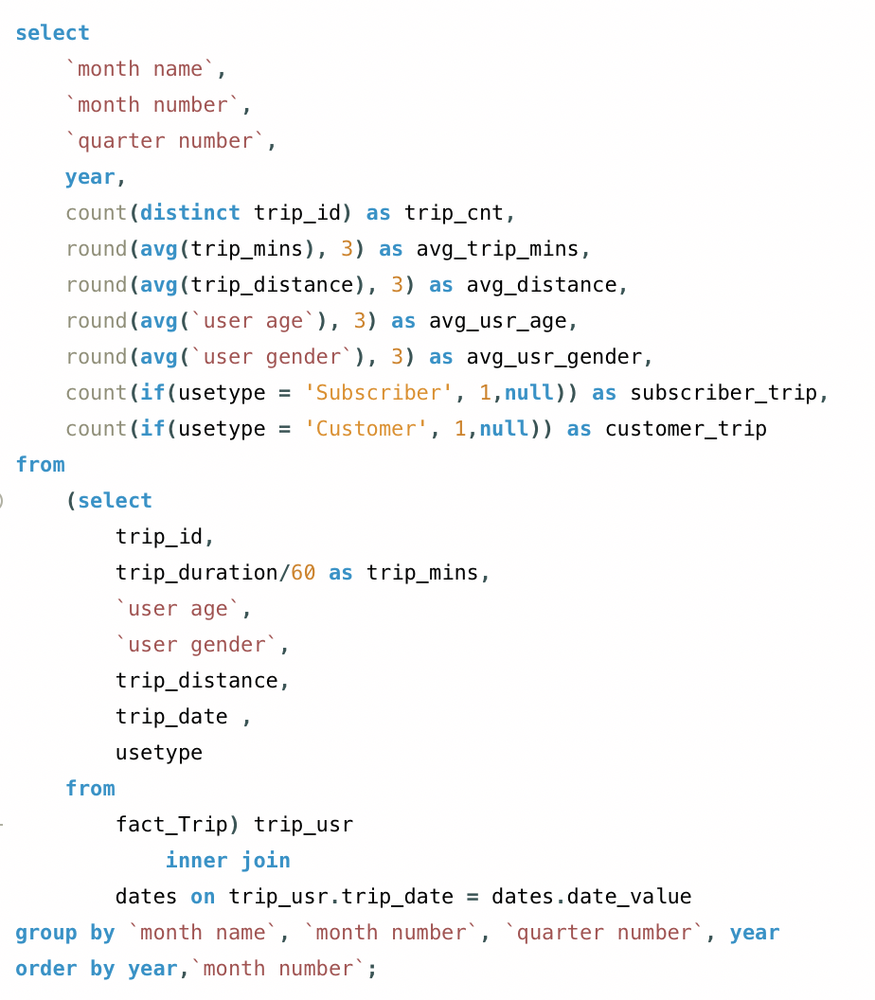 select
    `month name`,
    `month number`,
    `quarter number`,
    year,
    count(distinct trip_id) as trip_cnt,
    round(avg(trip_mins), 3) as avg_trip_mins,
    round(avg(trip_distance), 3) as avg_distance,
    round(avg(`user age`), 3) as avg_usr_age,
    round(avg(`user gender`), 3) as avg_usr_gender,
    count(if(usetype = 'Subscriber', 1,null)) as subscriber_trip,
    count(if(usetype = 'Customer', 1,null)) as customer_trip
from
    (select
        trip_id,
        trip_duration/60 as trip_mins,
        `user age`,
        `user gender`,
        trip_distance,
        trip_date ,
        usetype
    from
        fact_Trip) trip_usr
            inner join
        dates on trip_usr.trip_date = dates.date_value
group by `month name`, `month number`, `quarter number`, year
order by year,`month number`;